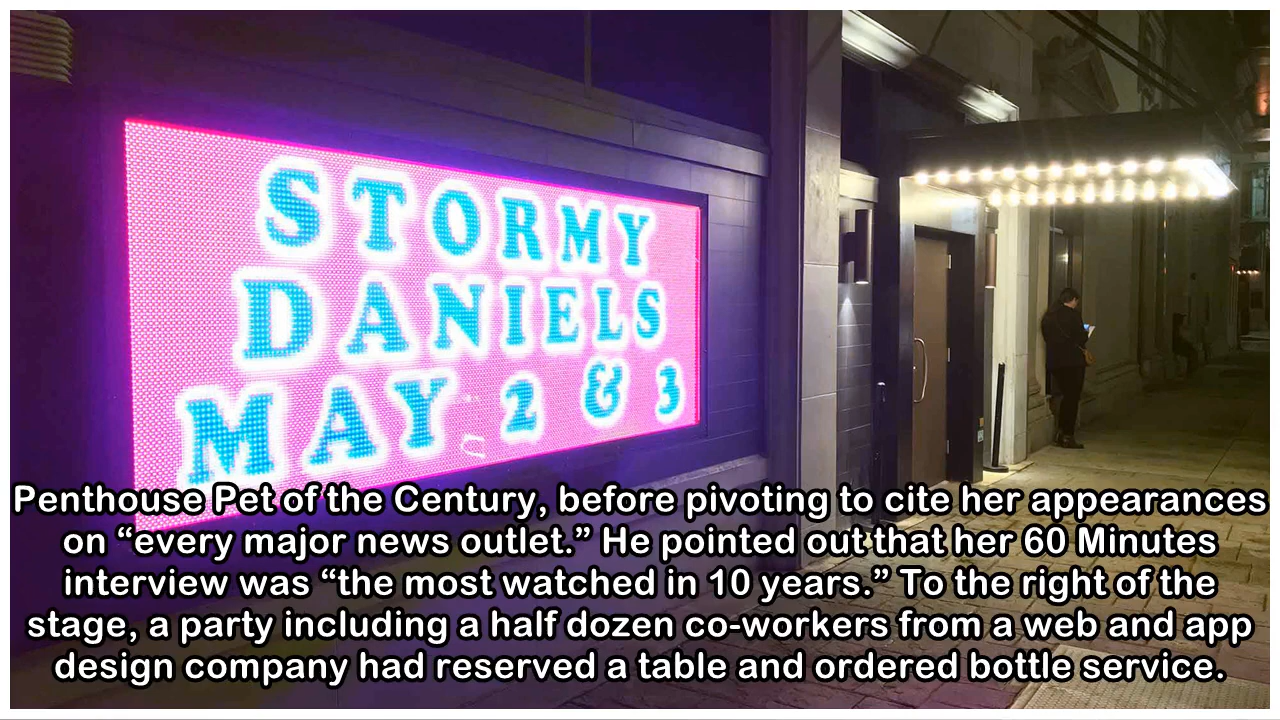 STORMY
DANIELS
MAY 2 & 3
Penthouse Pet of the Century, before pivoting to cite her appearances
on “every major news outlet.” He pointed out that her 60 Minutes
interview was “the most watched in 10 years.” To the right of the
stage, a party including a half dozen co-workers from a web and app
design company had reserved a table and ordered bottle service.